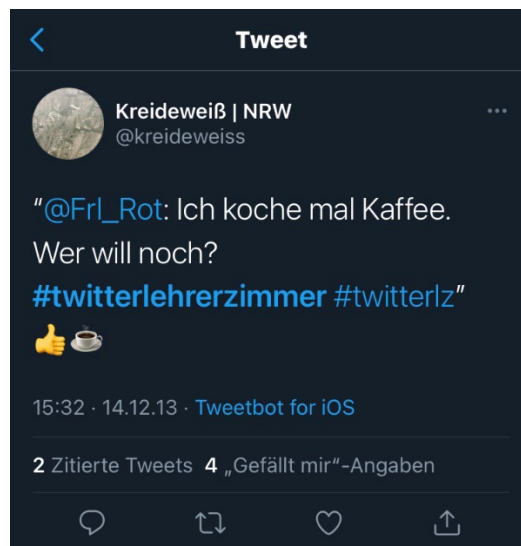 Tweet
Kreideweiß | NRW
@kreideweiss
“@Frl_Rot: Ich koche mal Kaffee.
Wer will noch?
#twitterlehrerzimmer #twitterlz”
👍☕
15:32 · 14.12.13 · Tweetbot for iOS
2 Zitierte Tweets 4 „Gefällt mir“-Angaben